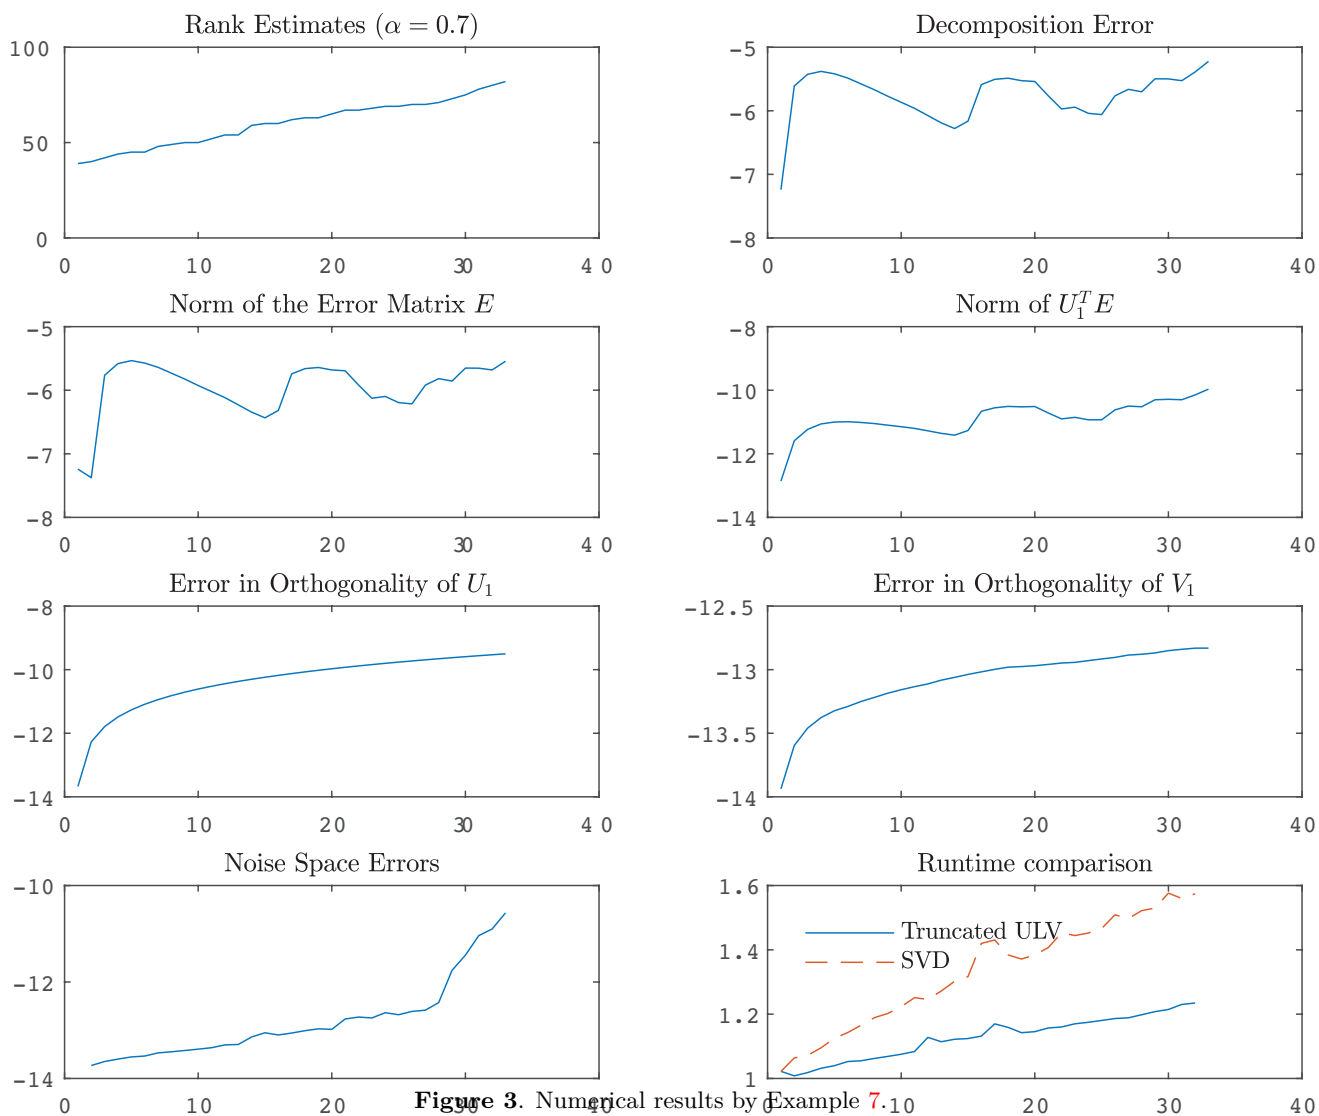 Rank Estimates (α = 0.7)
100
50
0
0 10 20 30 40
Decomposition Error
−5
−6
−7
−8
0 10 20 30 40
Norm of the Error Matrix E
−5
−6
−7
−8
0 10 20 30 40
Norm of U₁ᵀE
−8
−10
−12
−14
0 10 20 30 40
Error in Orthogonality of U₁
−8
−10
−12
−14
0 10 20 30 40
Error in Orthogonality of V₁
−12.5
−13
−13.5
−14
0 10 20 30 40
Noise Space Errors
−10
−12
−14
0 10 20 30 40
Runtime comparison
1.6
1.4
1.2
1
Truncated ULV
SVD
0 10 20 30 40
Figure 3. Numerical results by Example 7.